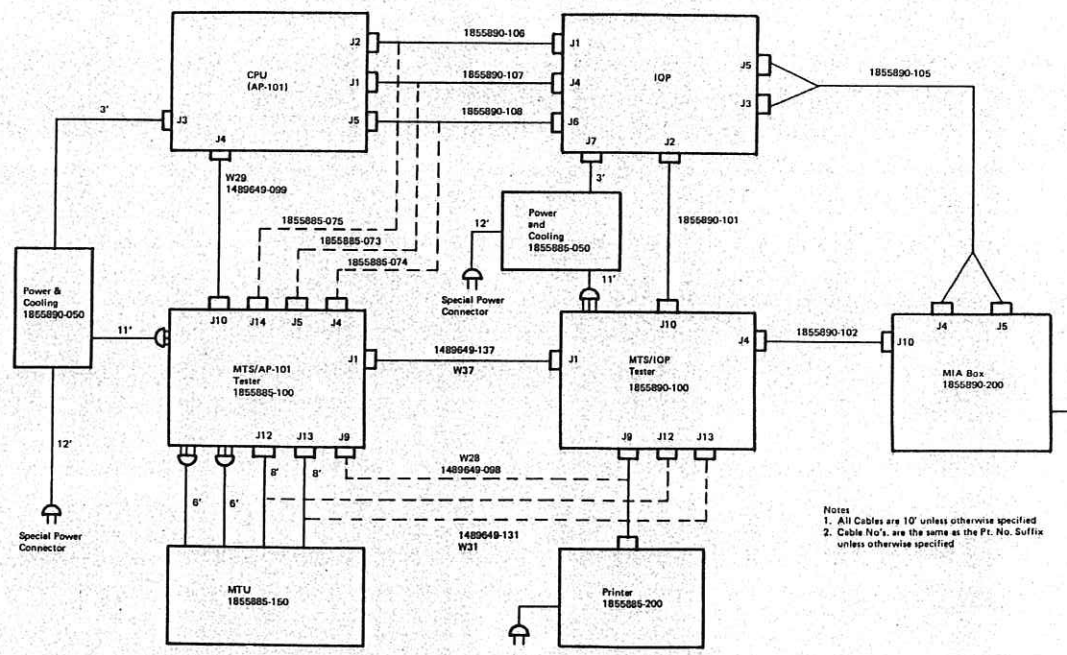 CPU
(AP-101)
J2
J1
J5
J3
J4
3'
1855890-106
1855890-107
1855890-108
IOP
J1
J4
J6
J7
J2
J5
J3
1855890-105
W29
1489649-099
1855885-075
1855885-073
1855885-074
3'
Power
and
Cooling
1855885-050
12'
11'
Special Power
Connector
1855890-101
Power &
Cooling
1855890-050
11'
12'
Special Power
Connector
J10
J14
J5
J4
J1
MTS/AP-101
Tester
1855885-100
J12
J13
J9
1489649-137
W37
J10
J1
J4
MTS/IOP
Tester
1855890-100
J9
J12
J13
1855890-102
J4
J5
J10
MIA Box
1855890-200
6'
6'
8'
8'
W28
1489649-098
1489649-131
W31
MTU
1855885-150
Printer
1855885-200
Notes
1. All Cables are 10' unless otherwise specified
2. Cable No's. are the same as the Pt. No. Suffix
unless otherwise specified